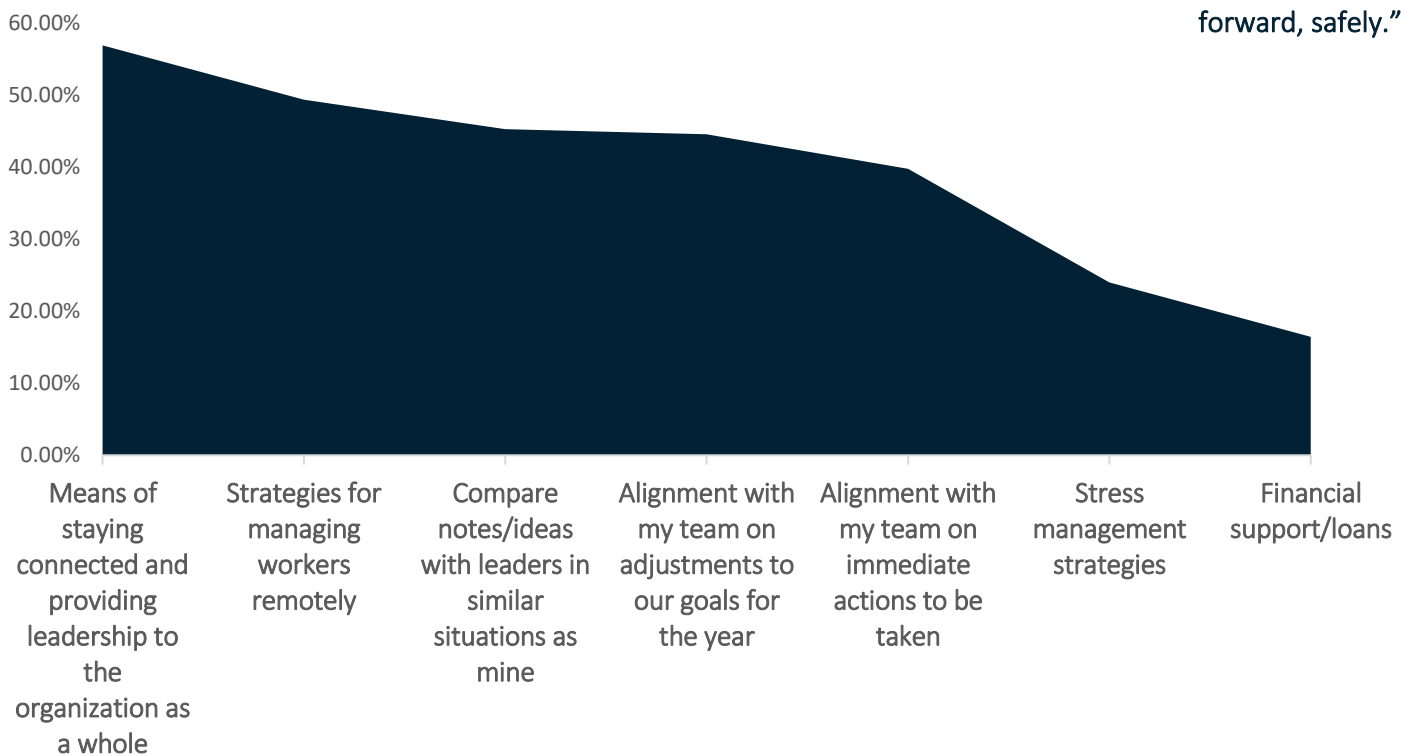 forward, safely.”
60.00%
50.00%
40.00%
30.00%
20.00%
10.00%
0.00%
Means of
staying
connected and
providing
leadership to
the
organization as
a whole
Strategies for
managing
workers
remotely
Compare
notes/ideas
with leaders in
similar
situations as
mine
Alignment with
my team on
adjustments to
our goals for
the year
Alignment with
my team on
immediate
actions to be
taken
Stress
management
strategies
Financial
support/loans